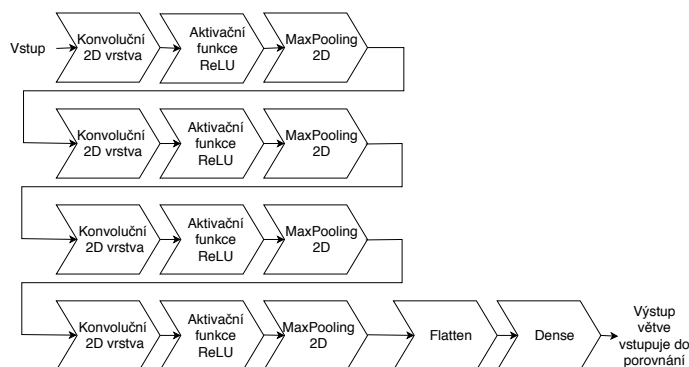 Vstup
Konvoluční
2D vrstva
Aktivační
funkce
ReLU
MaxPooling
2D
Konvoluční
2D vrstva
Aktivační
funkce
ReLU
MaxPooling
2D
Konvoluční
2D vrstva
Aktivační
funkce
ReLU
MaxPooling
2D
Konvoluční
2D vrstva
Aktivační
funkce
ReLU
MaxPooling
2D
Flatten
Dense
Výstup
větve
vstupuje do
porovnání